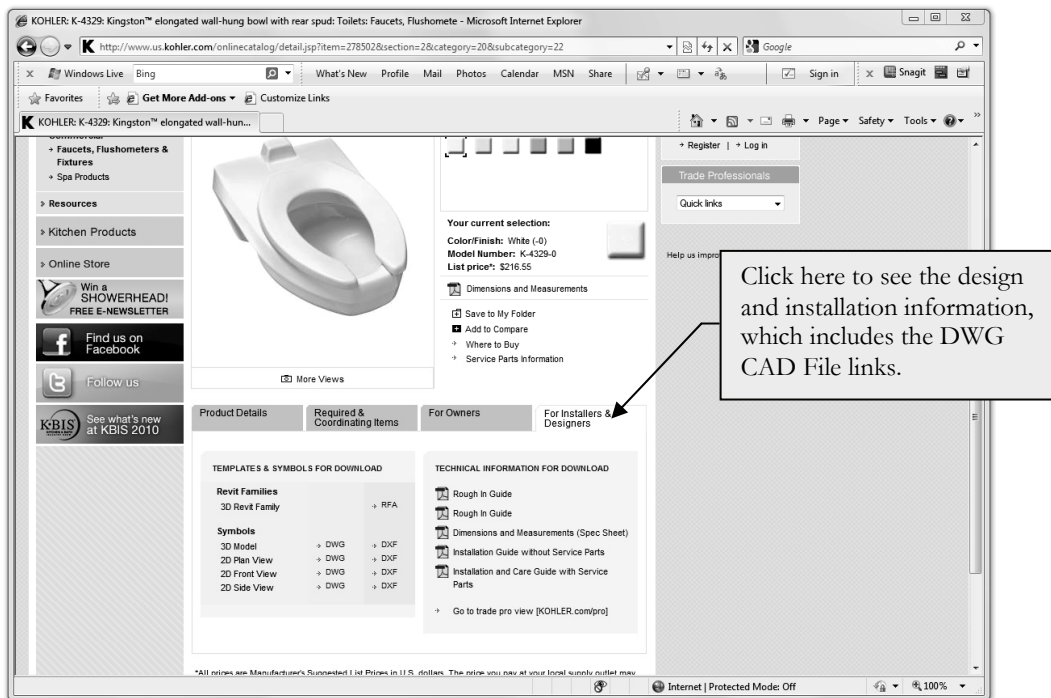 KOHLER: K-4329: Kingston™ elongated wall-hung bowl with rear spud: Toilets: Faucets, Flushomete - Microsoft Internet Explorer
K http://www.us.kohler.com/onlinecatalog/detail.jsp?item=278502&section=2&category=20&subcategory=22
Google
x Windows Live Bing What's New Profile Mail Photos Calendar MSN Share Sign in x Snagit
Favorites Get More Add-ons Customize Links
K KOHLER: K-4329: Kingston™ elongated wall-hun... Page Safety Tools »
Commercial
Faucets, Flushometers &
Fixtures
Spa Products
Resources
Kitchen Products
Online Store
Win a
SHOWERHEAD!
FREE E-NEWSLETTER
Find us on
Facebook
Follow us
K•BIS See what's new
at KBIS 2010
More Views
Your current selection:
Color/Finish: White (-0)
Model Number: K-4329-0
List price*: $216.55
Dimensions and Measurements
Save to My Folder
Add to Compare
Where to Buy
Service Parts Information
Register | Log in
Trade Professionals
Quick links
Help us impro
Click here to see the design
and installation information,
which includes the DWG
CAD File links.
Product Details
Required &
Coordinating Items
For Owners
For Installers &
Designers
TEMPLATES & SYMBOLS FOR DOWNLOAD
Revit Families
3D Revit Family RFA
Symbols
3D Model DWG DXF
2D Plan View DWG DXF
2D Front View DWG DXF
2D Side View DWG DXF
TECHNICAL INFORMATION FOR DOWNLOAD
Rough In Guide
Rough In Guide
Dimensions and Measurements (Spec Sheet)
Installation Guide without Service Parts
Installation and Care Guide with Service
Parts
Go to trade pro view [KOHLER.com/pro]
*All prices are Manufacturer's Suggested List Prices in U.S. dollars. The price you pay at your local supply outlet may
Internet | Protected Mode: Off 100%